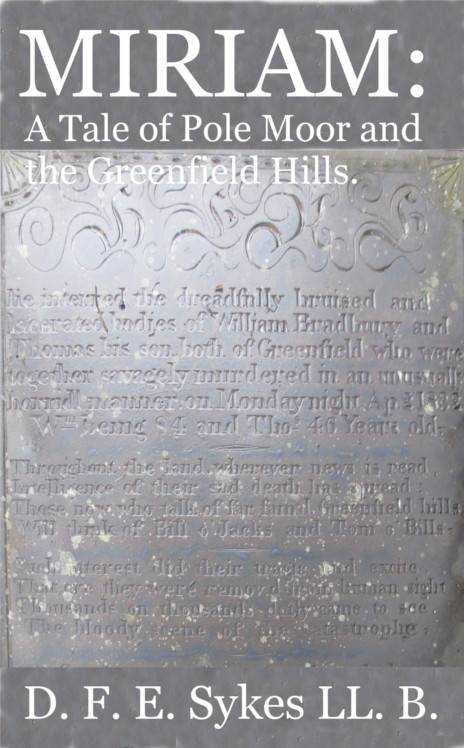 MIRIAM:
A Tale of Pole Moor and
the Greenfield Hills.
lie interred the dreadfully bruised and
lacerated bodies of William Bradbury and
Thomas his son both of Greenfield who were
together savagely murdered in an unusually
horrid manner on Monday night Apl 2 1832
Wm being 84 and Thos 46 Years old.
Throughout the land wherever news is read
Intelligence of their sad death has spread:
Those now who talk of far fam'd Greenfield hills
Will think of Bill o'Jacks and Tom o'Bills.
Such interest did their tragic end excite
That ere they were removed from human sight
Thousands on thousands came to see.
The bloody scene of the catastrophe:
D. F. E. Sykes LL. B.